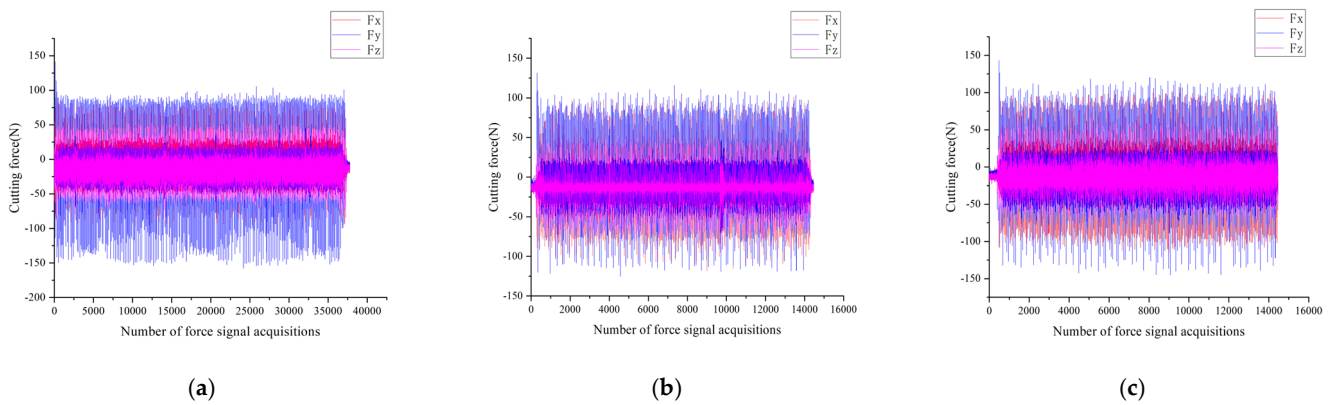 Fx
Fy
Fz
150
100
50
0
-50
-100
-150
-200
Cutting force(N)
0 5000 10000 15000 20000 25000 30000 35000 40000
Number of force signal acquisitions
(a)
Fx
Fy
Fz
150
100
50
0
-50
-100
-150
Cutting force(N)
0 2000 4000 6000 8000 10000 12000 14000 16000
Number of force signal acquisitions
(b)
Fx
Fy
Fz
150
100
50
0
-50
-100
-150
Cutting force(N)
0 2000 4000 6000 8000 10000 12000 14000 16000
Number of force signal acquisitions
(c)